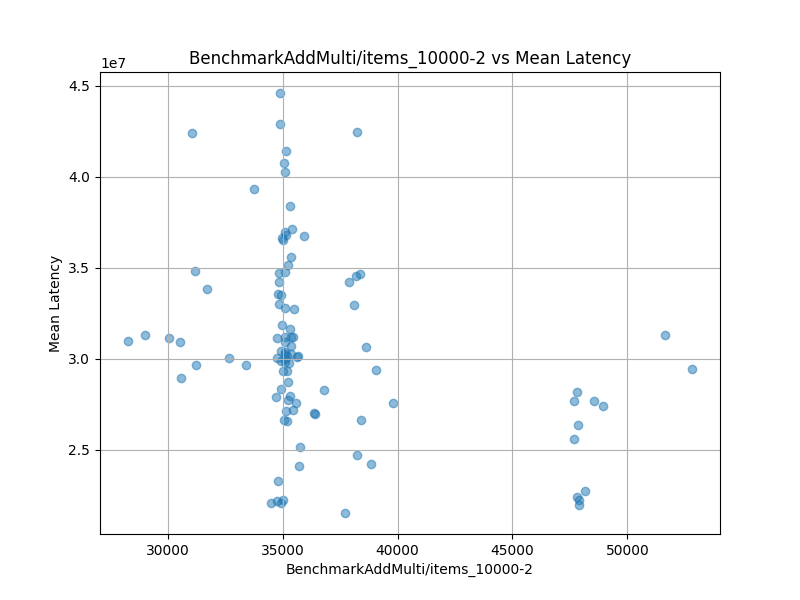 BenchmarkAddMulti/items_10000-2 vs Mean Latency
1e7
4.5
4.0
3.5
3.0
2.5
Mean Latency
30000 35000 40000 45000 50000
BenchmarkAddMulti/items_10000-2